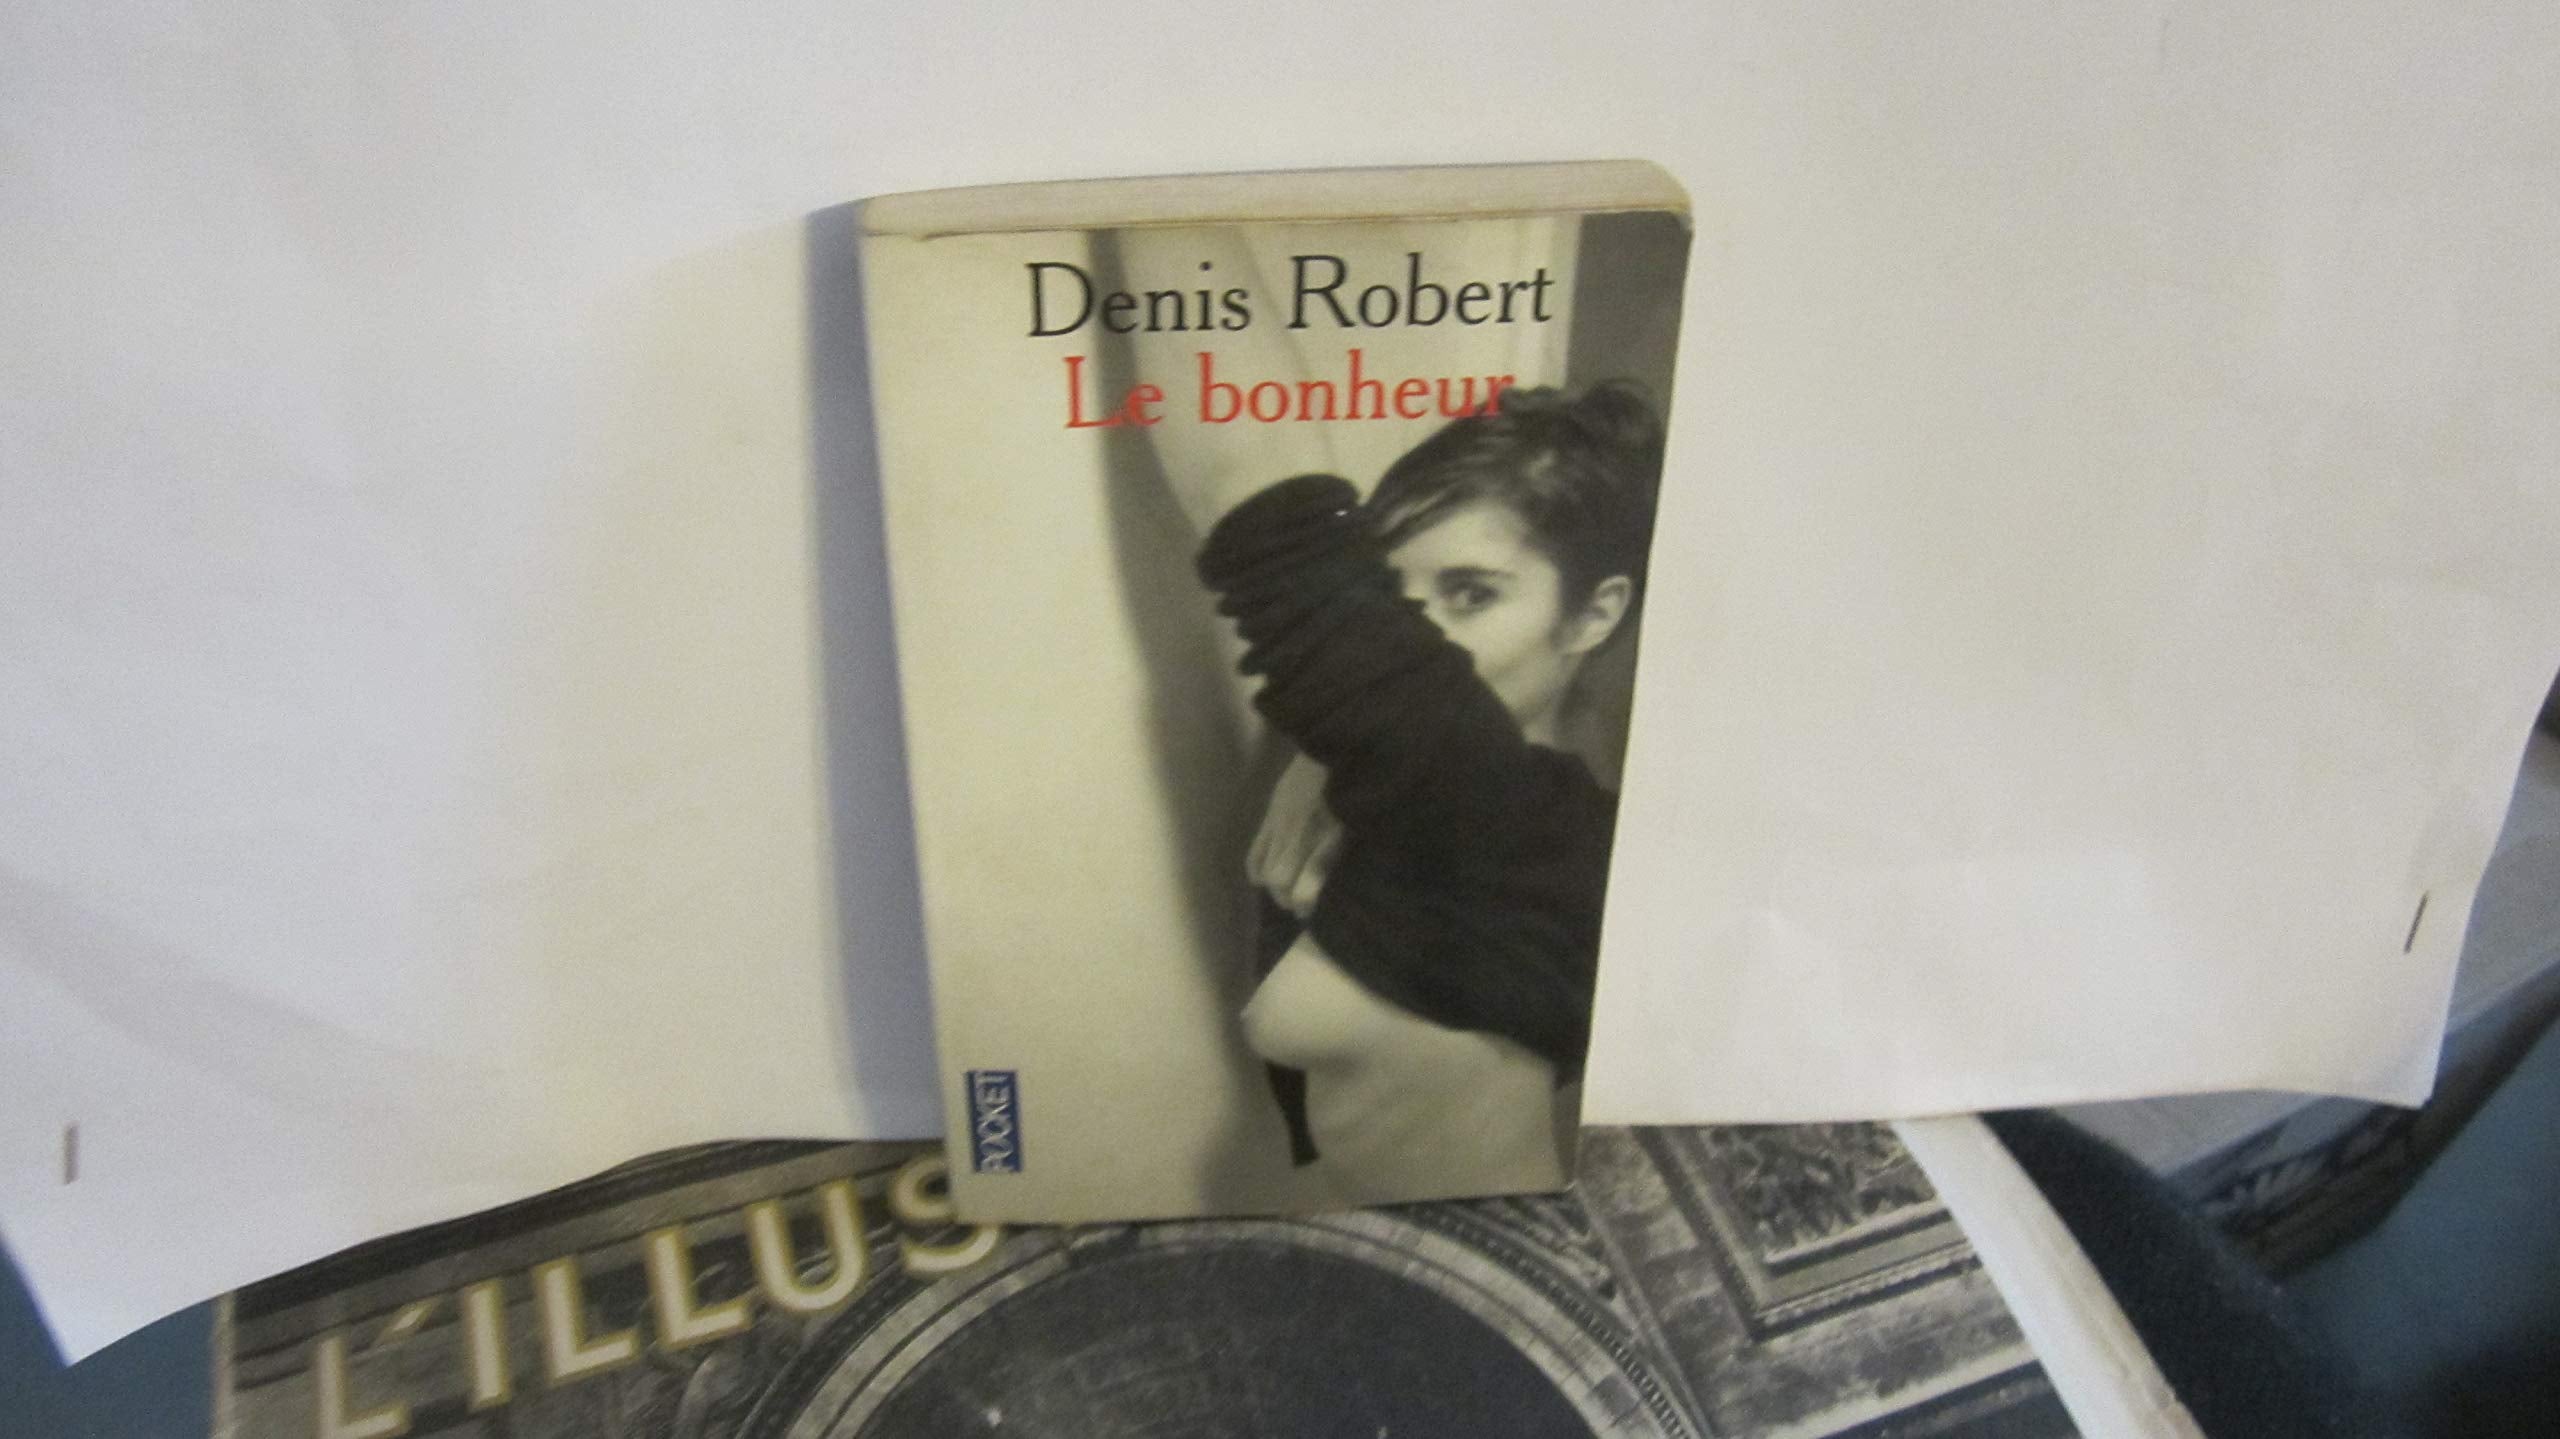 Denis Robert
Le bonheur
POCKET
L'ILLUS